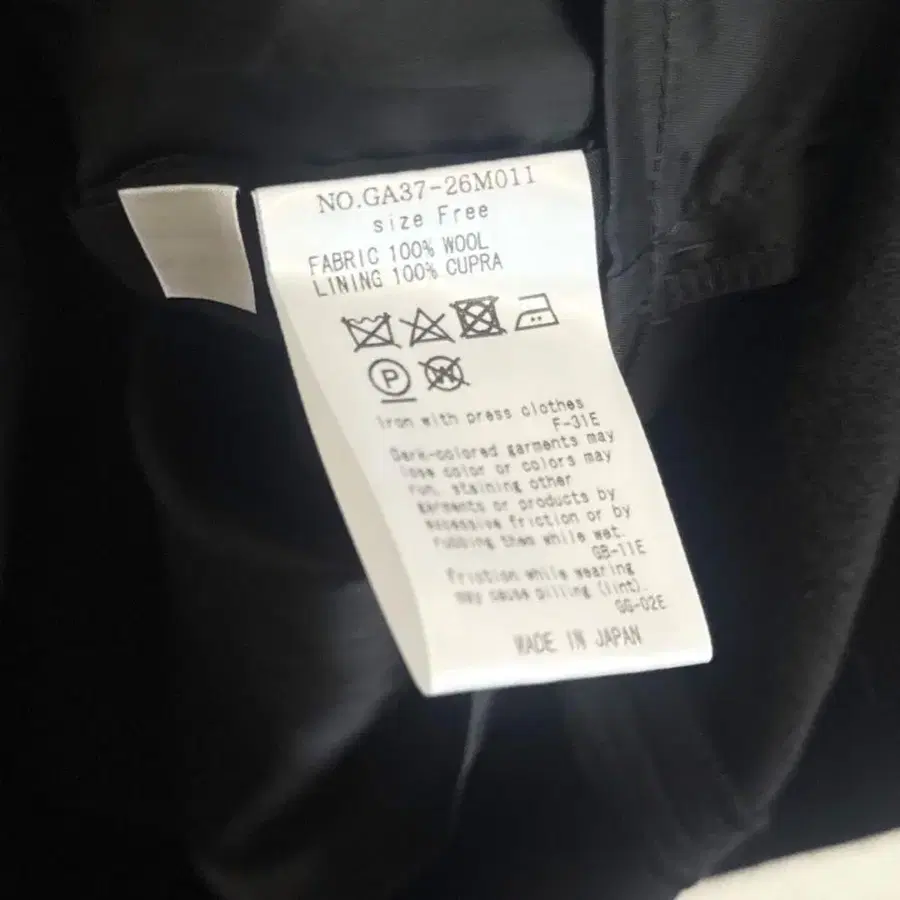 NO.GA37-26M011
size Free
FABRIC 100% WOOL
LINING 100% CUPRA
P W
Iron with press clothes
F-31E
Dark-colored garments may
lose color or colors may
run, staining other
garments or products by
excessive friction or by
rubbing them while wet.
GB-11E
Friction while wearing
may cause pilling (lint).
GG-02E
MADE IN JAPAN